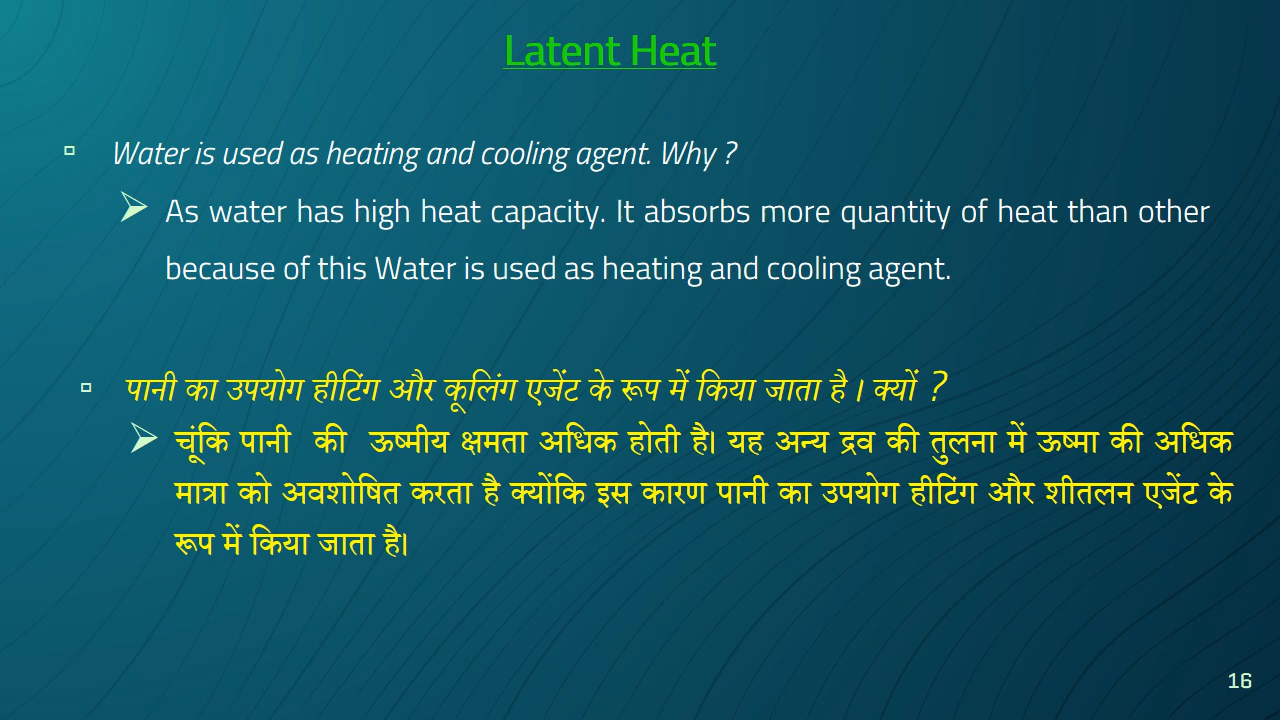 Latent Heat
Water is used as heating and cooling agent. Why ?
As water has high heat capacity. It absorbs more quantity of heat than other
because of this Water is used as heating and cooling agent.
पानी का उपयोग हीटिंग और कूलिंग एजेंट के रूप में किया जाता है । क्यों ?
चूंकि पानी की ऊष्मीय क्षमता अधिक होती है। यह अन्य द्रव की तुलना में ऊष्मा की अधिक
मात्रा को अवशोषित करता है क्योंकि इस कारण पानी का उपयोग हीटिंग और शीतलन एजेंट के
रूप में किया जाता है।
16